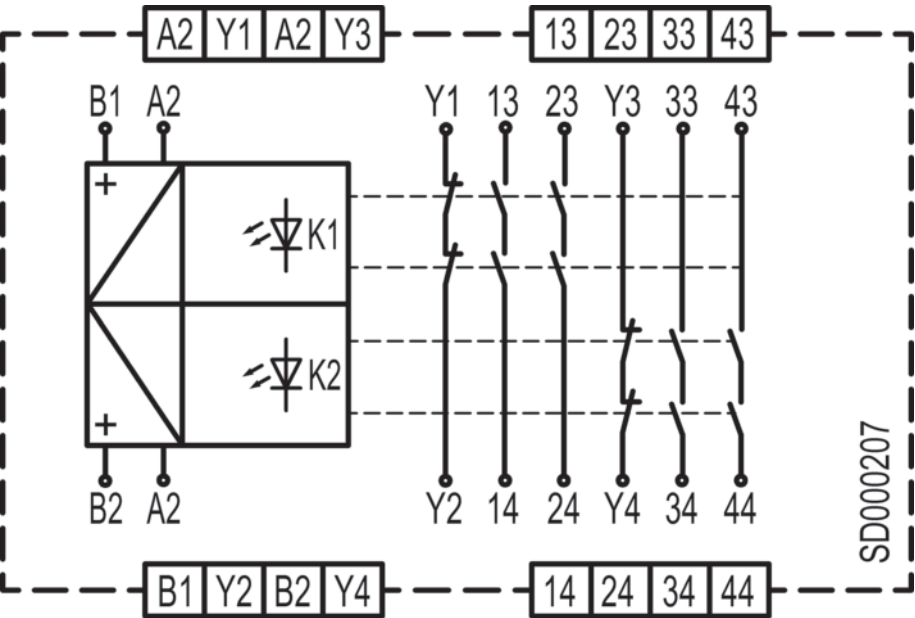 A2 Y1 A2 Y3 13 23 33 43
B1 A2 Y1 13 23 Y3 33 43
+
K1
K2
+
B2 A2 Y2 14 24 Y4 34 44
SD000207
B1 Y2 B2 Y4 14 24 34 44